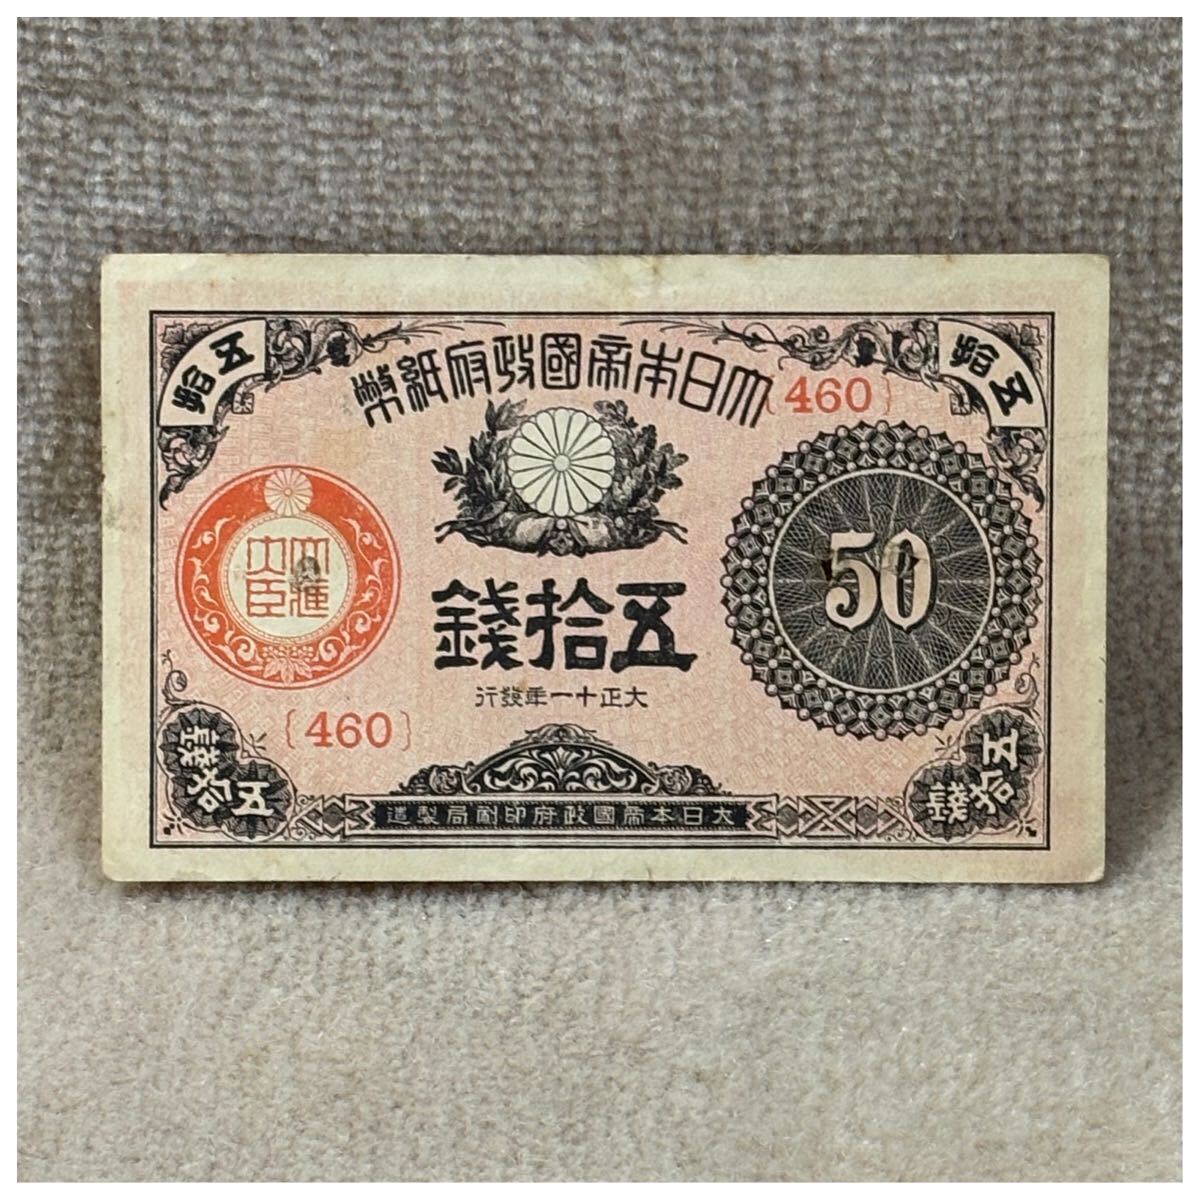 五拾
大日本帝國政府紙幣
五拾
{460}
50
大藏
大臣
五拾錢
大正十一年發行
{460}
五拾錢
大日本帝國政府印刷局製造
五拾錢